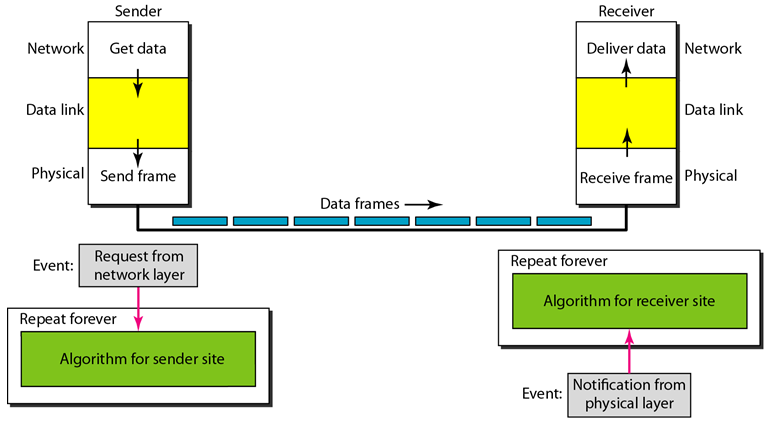 Sender
Receiver
Network
Get data
Deliver data
Network
Data link
Data link
Physical
Send frame
Receive frame
Physical
Data frames
Event:
Request from
network layer
Repeat forever
Algorithm for sender site
Repeat forever
Algorithm for receiver site
Event:
Notification from
physical layer